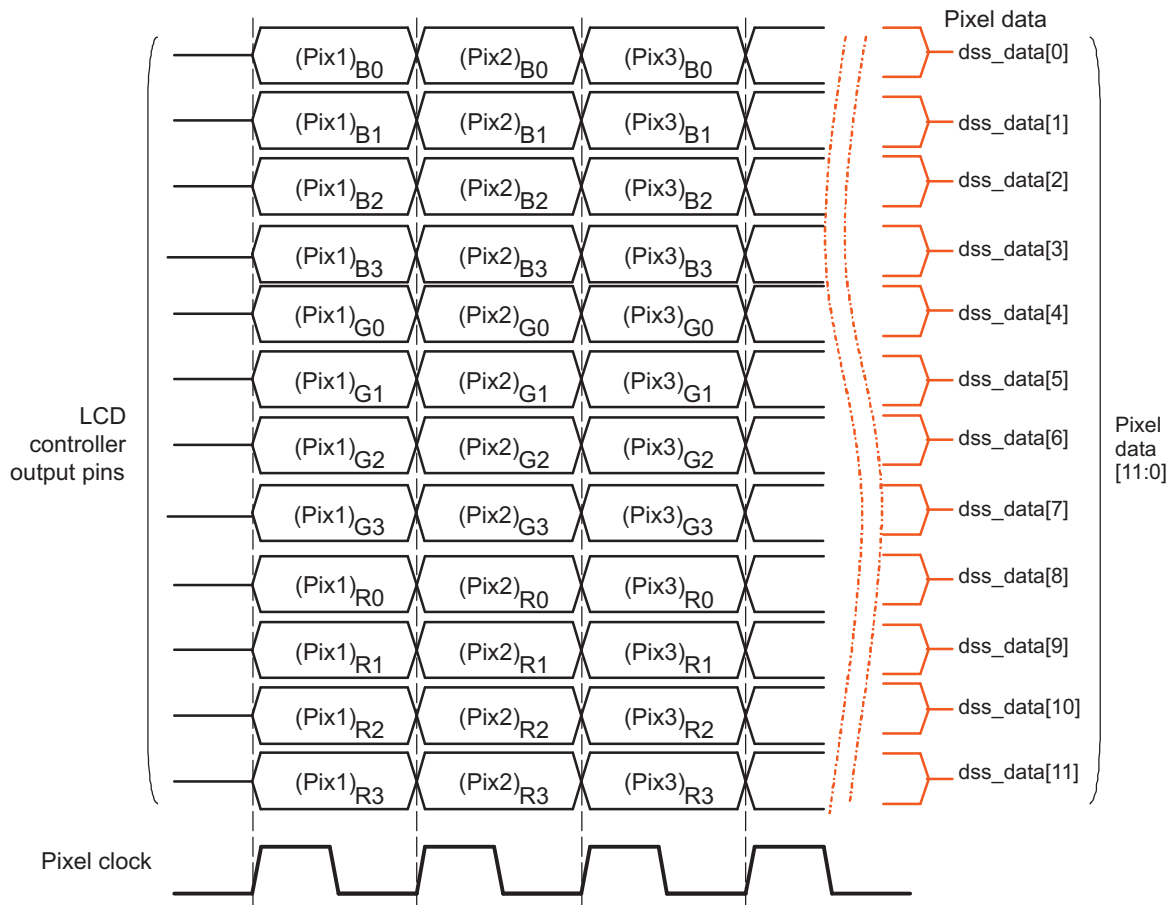 Pixel data
(Pix1)B0 (Pix2)B0 (Pix3)B0 dss_data[0]
(Pix1)B1 (Pix2)B1 (Pix3)B1 dss_data[1]
(Pix1)B2 (Pix2)B2 (Pix3)B2 dss_data[2]
(Pix1)B3 (Pix2)B3 (Pix3)B3 dss_data[3]
(Pix1)G0 (Pix2)G0 (Pix3)G0 dss_data[4]
(Pix1)G1 (Pix2)G1 (Pix3)G1 dss_data[5]
(Pix1)G2 (Pix2)G2 (Pix3)G2 dss_data[6]
(Pix1)G3 (Pix2)G3 (Pix3)G3 dss_data[7]
(Pix1)R0 (Pix2)R0 (Pix3)R0 dss_data[8]
(Pix1)R1 (Pix2)R1 (Pix3)R1 dss_data[9]
(Pix1)R2 (Pix2)R2 (Pix3)R2 dss_data[10]
(Pix1)R3 (Pix2)R3 (Pix3)R3 dss_data[11]
LCD
controller
output pins
Pixel
data
[11:0]
Pixel clock